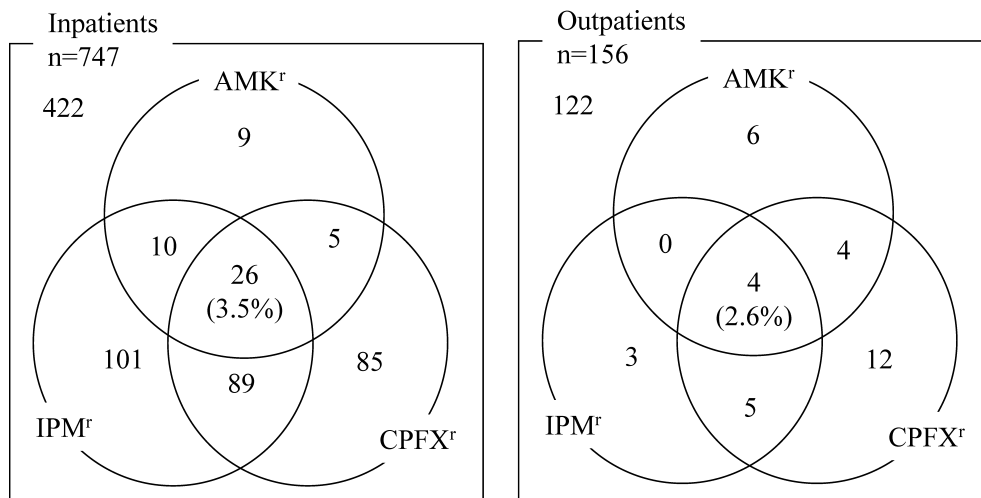 Inpatients
n=747
422
AMKʳ
9
10
5
26
(3.5%)
101
89
85
IPMʳ
CPFXʳ
Outpatients
n=156
122
AMKʳ
6
0
4
4
(2.6%)
3
5
12
IPMʳ
CPFXʳ